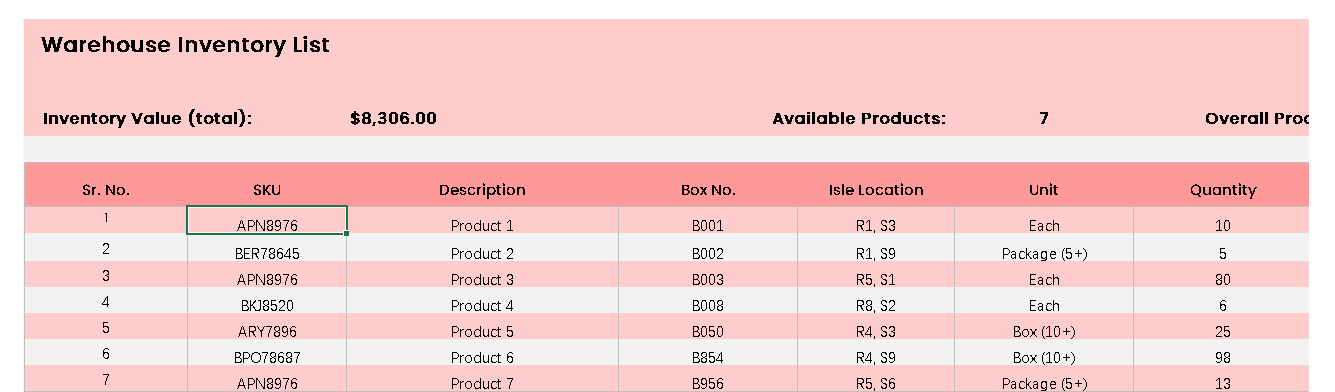 Warehouse Inventory List
Inventory Value (total): $8,306.00 Available Products: 7 Overall
Sr. No. SKU Description Box No. Isle Location Unit Quantity
1 APN8976 Product 1 B001 R1, S3 Each 10
2 BER78645 Product 2 B002 R1, S9 Package (5+) 5
3 APN8976 Product 3 B003 R5, S1 Each 80
4 BKJ8520 Product 4 B008 R8, S2 Each 6
5 ARY7896 Product 5 B050 R4, S3 Box (10+) 25
6 BPO78687 Product 6 B854 R4, S9 Box (10+) 98
7 APN8976 Product 7 B956 R5, S6 Package (5+) 13